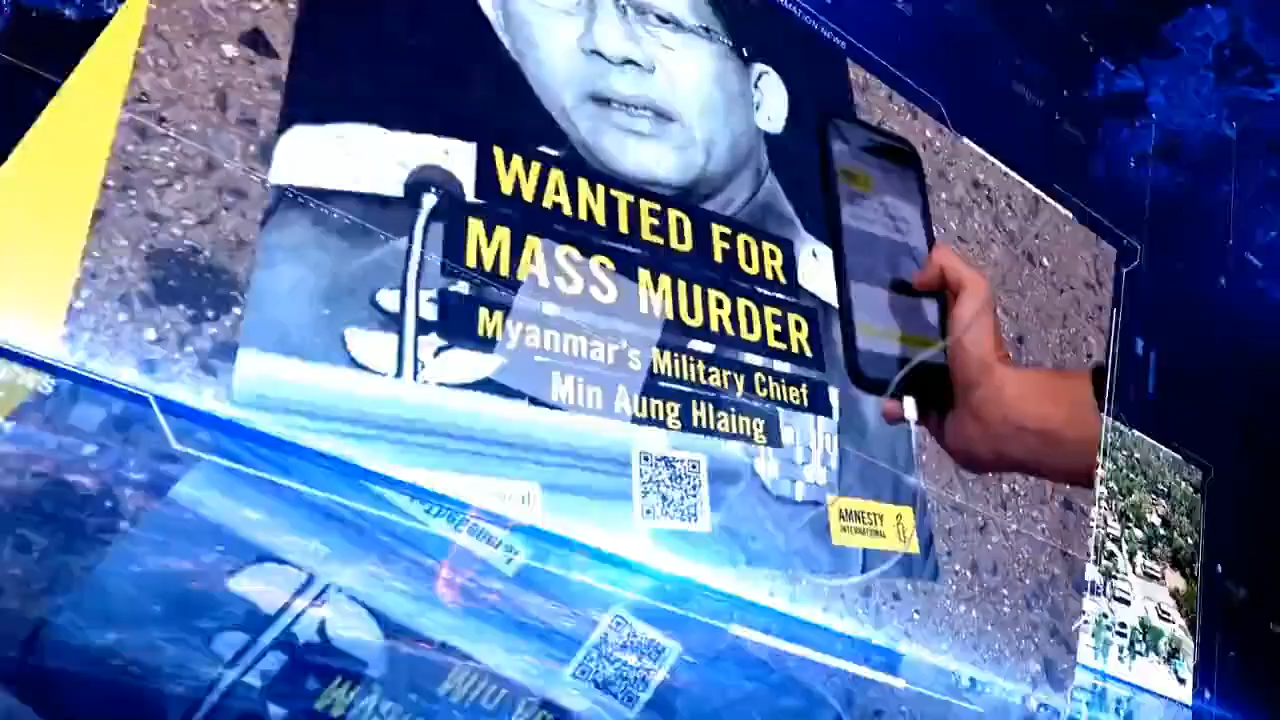 WANTED FOR
MASS MURDER
Myanmar's Military Chief
Min Aung Hlaing
AMNESTY
INTERNATIONAL